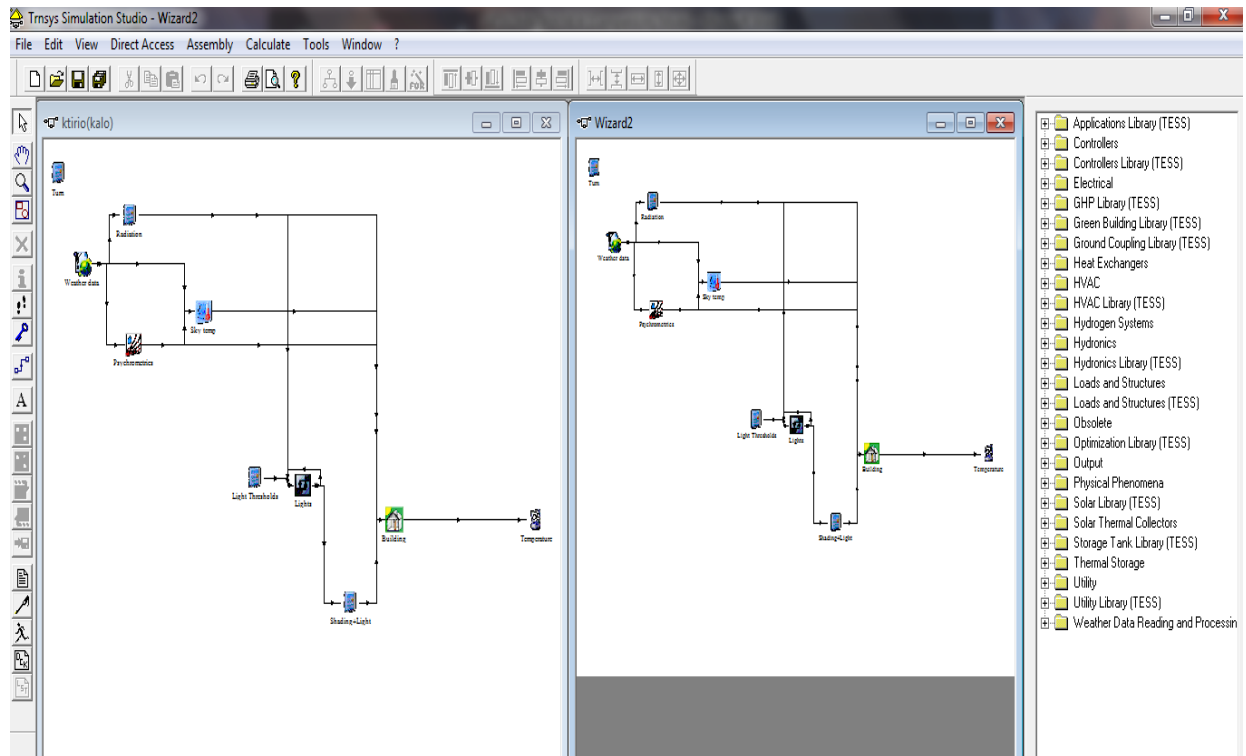 Trnsys Simulation Studio - Wizard2
File Edit View Direct Access Assembly Calculate Tools Window ?
ktirio(kalo)
Turn
Radiation
Weather data
Sky temp
Psychrometrics
Light Thresholds
Lights
Building
Temperature
Shading+Light
Wizard2
Turn
Radiation
Weather data
Sky temp
Psychrometrics
Light Thresholds
Lights
Building
Temperature
Shading+Light
Applications Library (TESS)
Controllers
Controllers Library (TESS)
Electrical
GHP Library (TESS)
Green Building Library (TESS)
Ground Coupling Library (TESS)
Heat Exchangers
HVAC
HVAC Library (TESS)
Hydrogen Systems
Hydronics
Hydronics Library (TESS)
Loads and Structures
Loads and Structures (TESS)
Obsolete
Optimization Library (TESS)
Output
Physical Phenomena
Solar Library (TESS)
Solar Thermal Collectors
Storage Tank Library (TESS)
Thermal Storage
Utility
Utility Library (TESS)
Weather Data Reading and Processin